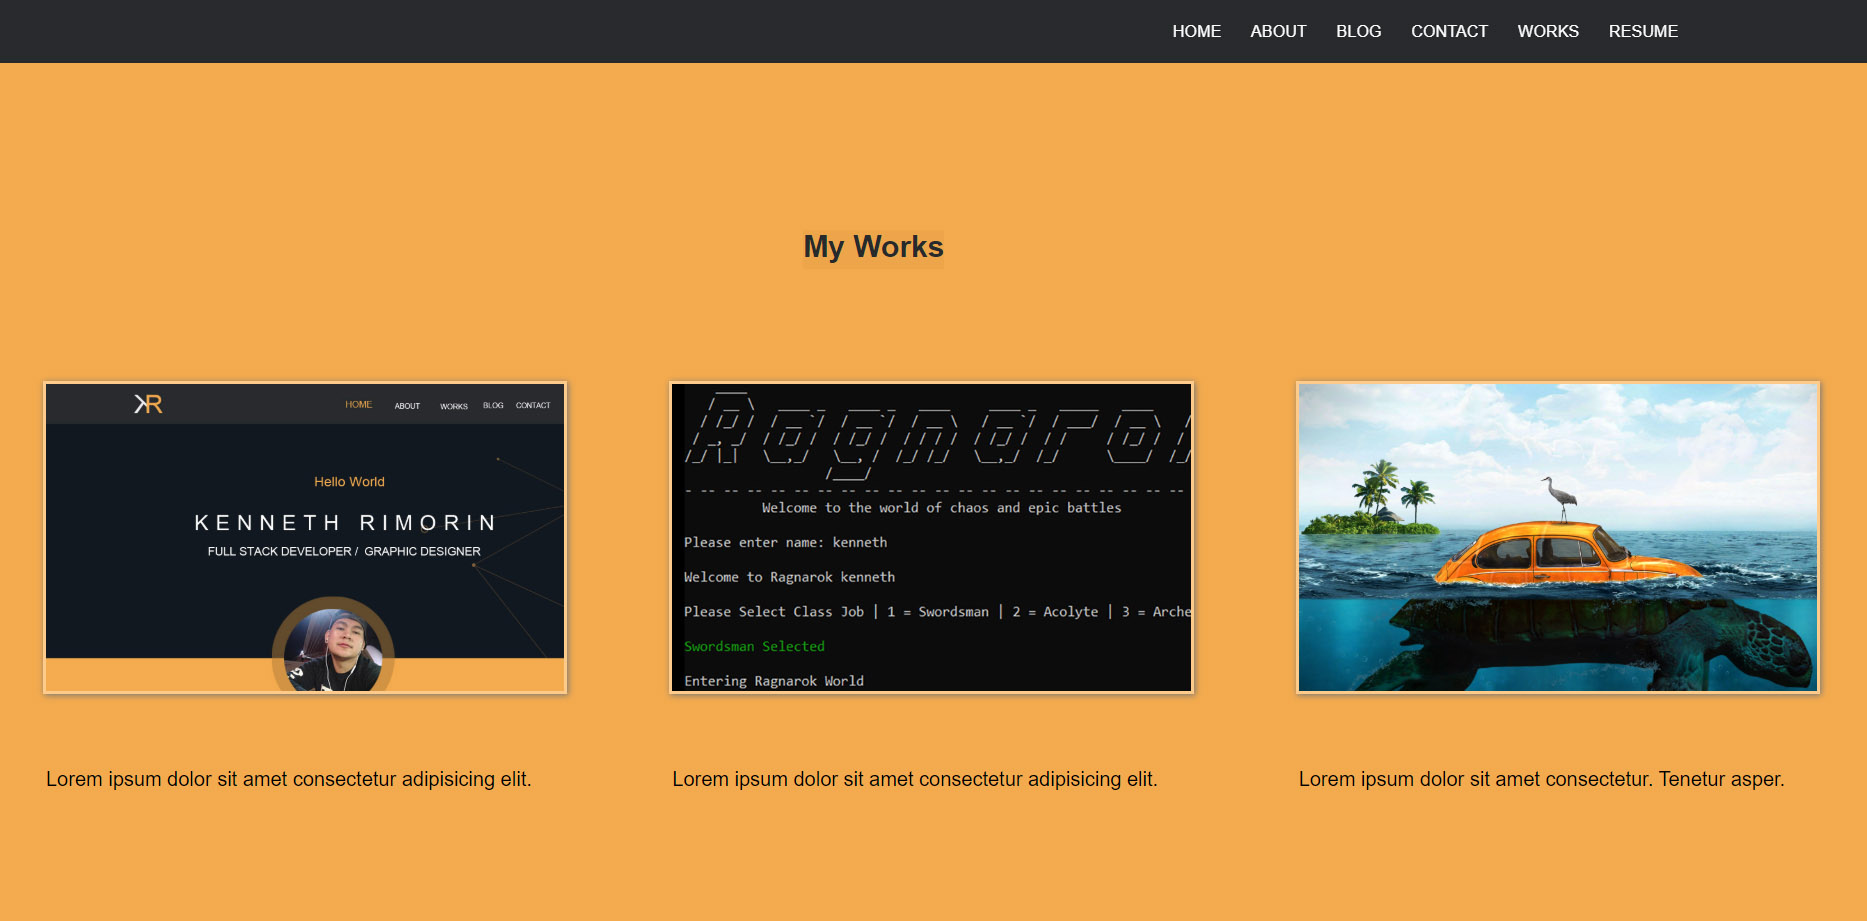 HOME ABOUT BLOG CONTACT WORKS RESUME
My Works
KR
HOME ABOUT WORKS BLOG CONTACT
Hello World
KENNETH RIMORIN
FULL STACK DEVELOPER / GRAPHIC DESIGNER
Ragnaro
- -- -- -- -- -- -- -- -- -- -- -- -- -- -- -- -- -- -- -- -- --
Welcome to the world of chaos and epic battles
Please enter name: kenneth
Welcome to Ragnarok kenneth
Please Select Class Job | 1 = Swordsman | 2 = Acolyte | 3 = Arche
Swordsman Selected
Entering Ragnarok World
Lorem ipsum dolor sit amet consectetur adipisicing elit.
Lorem ipsum dolor sit amet consectetur adipisicing elit.
Lorem ipsum dolor sit amet consectetur. Tenetur asper.